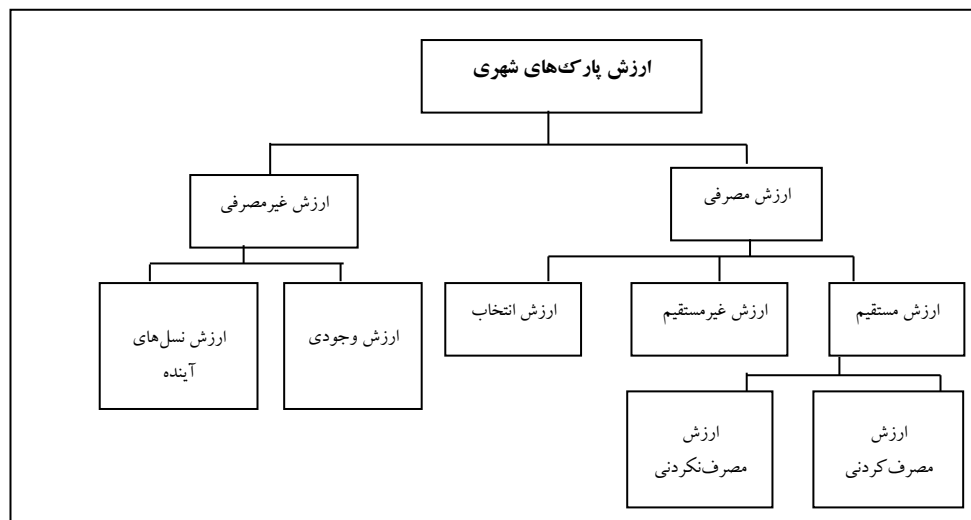 ارزش پارک‌های شهری
ارزش مصرفی
ارزش غیرمصرفی
ارزش مستقیم
ارزش غیرمستقیم
ارزش انتخاب
ارزش وجودی
ارزش نسل‌های
آینده
ارزش
مصرف‌کردنی
ارزش
مصرف‌نکردنی